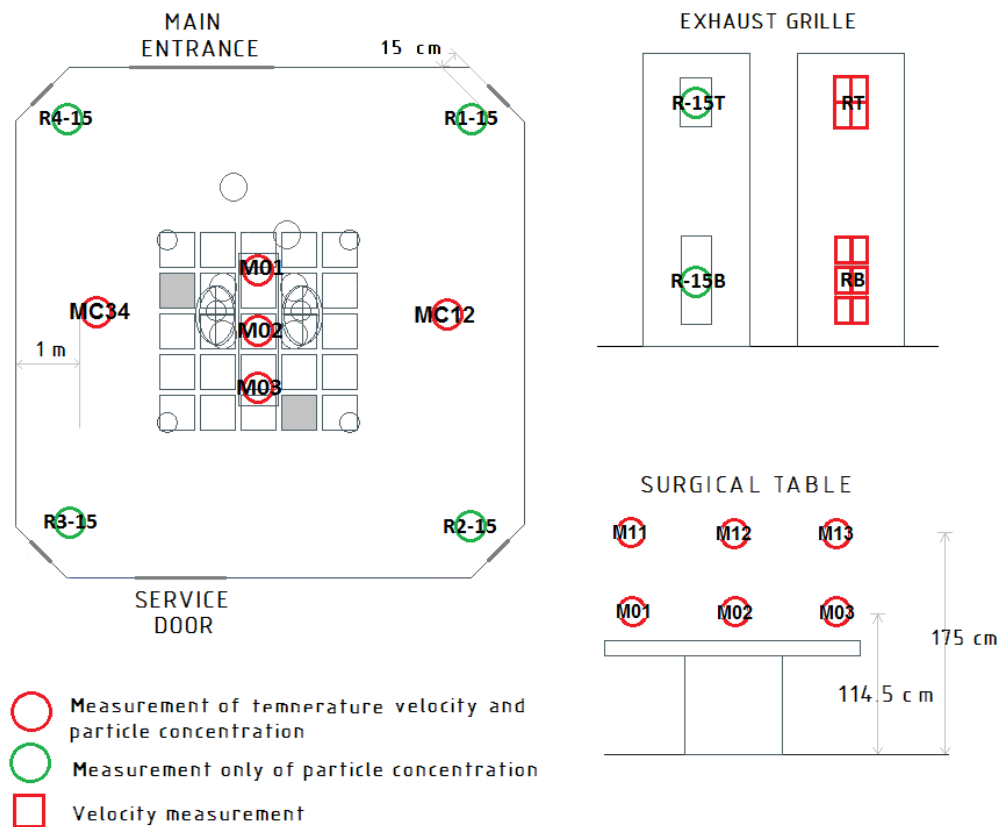 MAIN
ENTRANCE
15 cm
R4-15
R1-15
M01
MC34
MC12
M02
1 m
M03
R3-15
R2-15
SERVICE
DOOR
EXHAUST GRILLE
R-15T
RT
R-15B
RB
SURGICAL TABLE
M11
M12
M13
M01
M02
M03
175 cm
114.5 cm
Measurement of temnerature velocity and
particle concentration
Measurement only of particle concentration
Velocity measurement